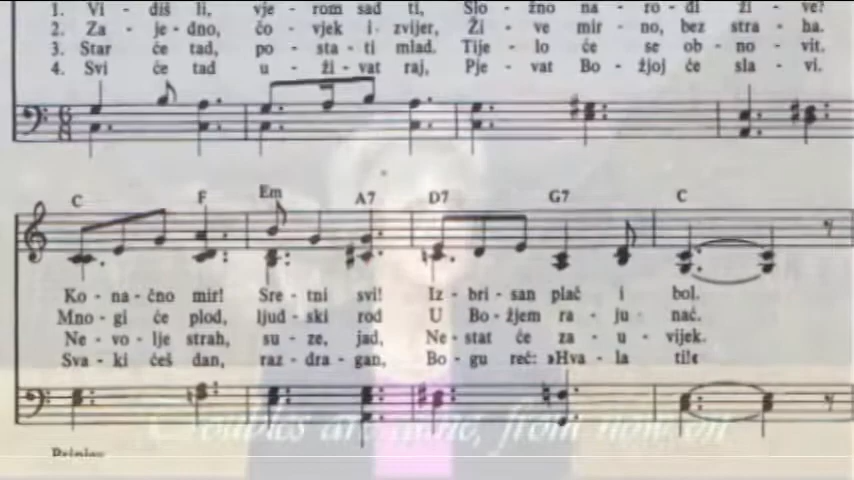 1. Vi - diš li, vje - rom sad ti, Slo - žno na - ro - di ži - ve?
2. Za - je - dno, čo - vjek i zvijer, Ži - ve mir - no, bez stra - ha.
3. Star će tad, po - sta - ti mlad. Tije - lo će se ob - no - vit.
4. Svi će tad u - ži - vat raj, Pje - vat Bo - žjoj će sla - vi.
C F Em A7 D7 G7 C
Ko - na - čno mir! Sre - tni svi! Iz - bri - san plač i bol.
Mno - gi će plod, ljud - ski rod U Bo - žjem ra - ju nać.
Ne - vo - lje strah, su - ze, jad, Ne - stat će za - u - vijek.
Sva - ki ćeš dan, raz - dra - gan, Bo - gu reć: »Hva - la ti!«
from now on